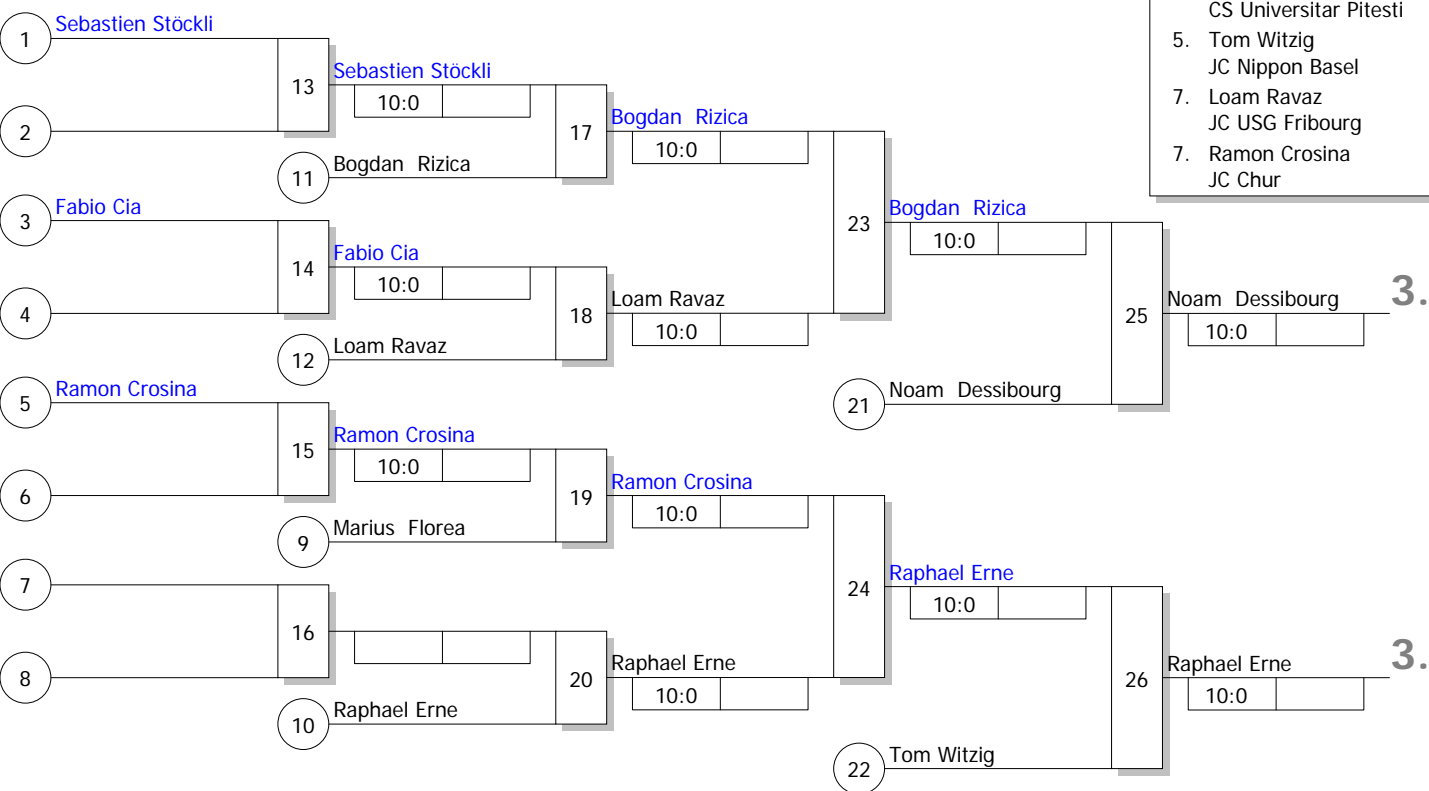 CS Universitar Pitesti
5. Tom Witzig
JC Nippon Basel
7. Loam Ravaz
JC USG Fribourg
7. Ramon Crosina
JC Chur
1 Sebastien Stöckli
13 Sebastien Stöckli
10:0
2
17 Bogdan Rizica
10:0
11 Bogdan Rizica
3 Fabio Cia
23 Bogdan Rizica
10:0
14 Fabio Cia
10:0
4
18 Loam Ravaz
10:0
12 Loam Ravaz
25 Noam Dessibourg 3.
10:0
5 Ramon Crosina
21 Noam Dessibourg
15 Ramon Crosina
10:0
6
19 Ramon Crosina
10:0
9 Marius Florea
7
24 Raphael Erne
10:0
16
8
20 Raphael Erne
10:0
10 Raphael Erne
26 Raphael Erne 3.
10:0
22 Tom Witzig